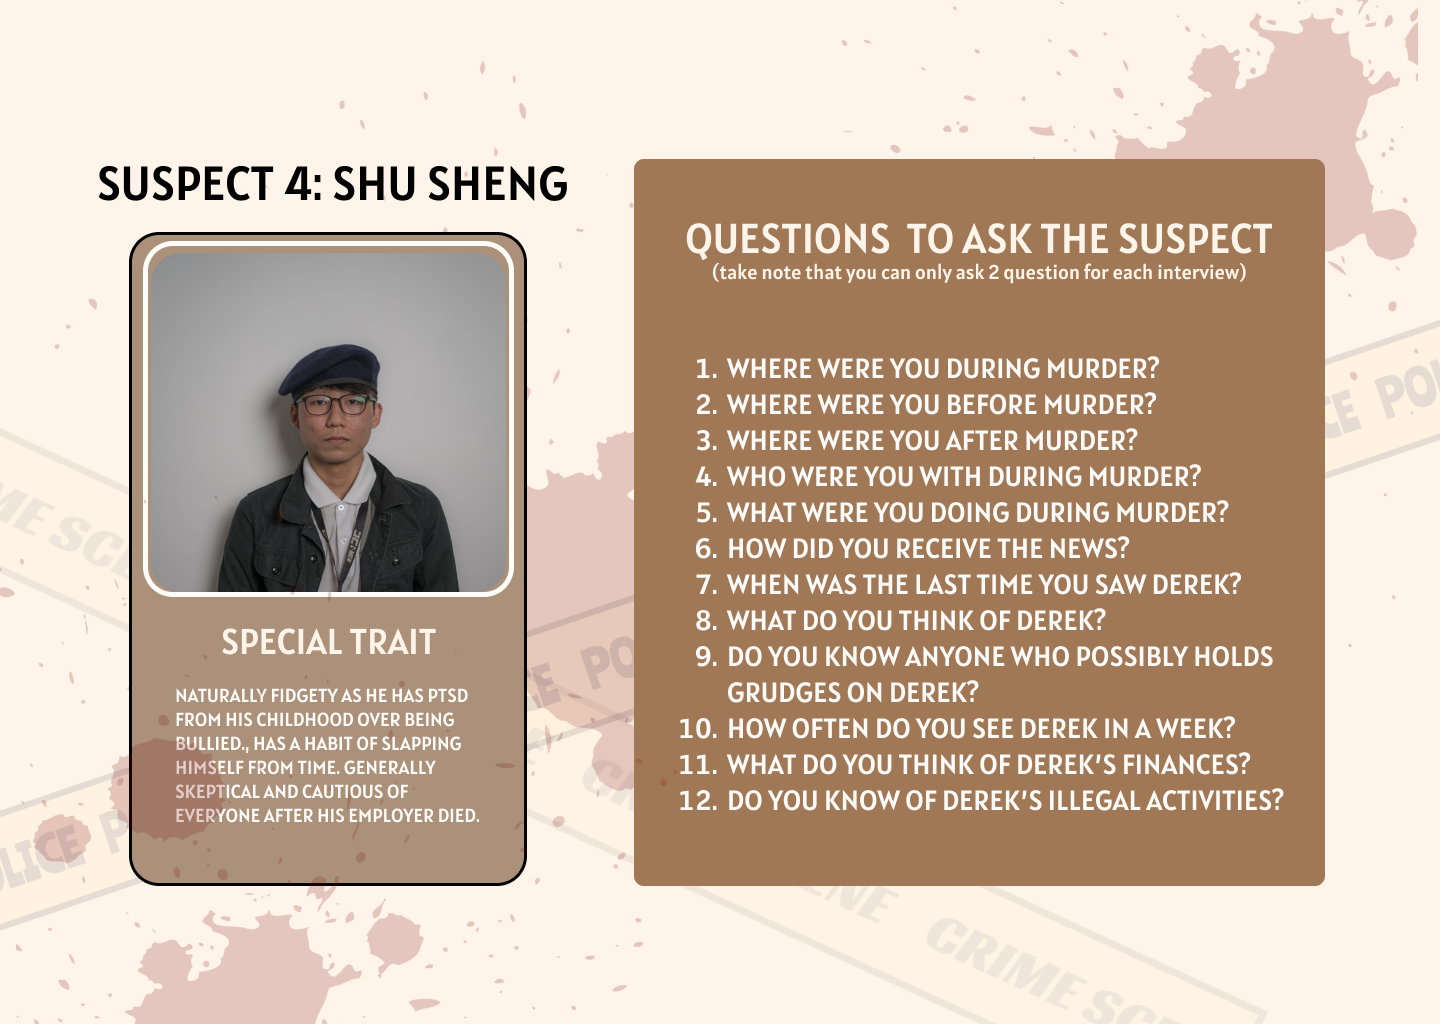 SUSPECT 4: SHU SHENG
SPECIAL TRAIT
NATURALLY FIDGETY AS HE HAS PTSD
FROM HIS CHILDHOOD OVER BEING
BULLIED., HAS A HABIT OF SLAPPING
HIMSELF FROM TIME. GENERALLY
SKEPTICAL AND CAUTIOUS OF
EVERYONE AFTER HIS EMPLOYER DIED.
QUESTIONS TO ASK THE SUSPECT
(take note that you can only ask 2 question for each interview)
1. WHERE WERE YOU DURING MURDER?
2. WHERE WERE YOU BEFORE MURDER?
3. WHERE WERE YOU AFTER MURDER?
4. WHO WERE YOU WITH DURING MURDER?
5. WHAT WERE YOU DOING DURING MURDER?
6. HOW DID YOU RECEIVE THE NEWS?
7. WHEN WAS THE LAST TIME YOU SAW DEREK?
8. WHAT DO YOU THINK OF DEREK?
9. DO YOU KNOW ANYONE WHO POSSIBLY HOLDS
GRUDGES ON DEREK?
10. HOW OFTEN DO YOU SEE DEREK IN A WEEK?
11. WHAT DO YOU THINK OF DEREK'S FINANCES?
12. DO YOU KNOW OF DEREK'S ILLEGAL ACTIVITIES?
CRIME SC